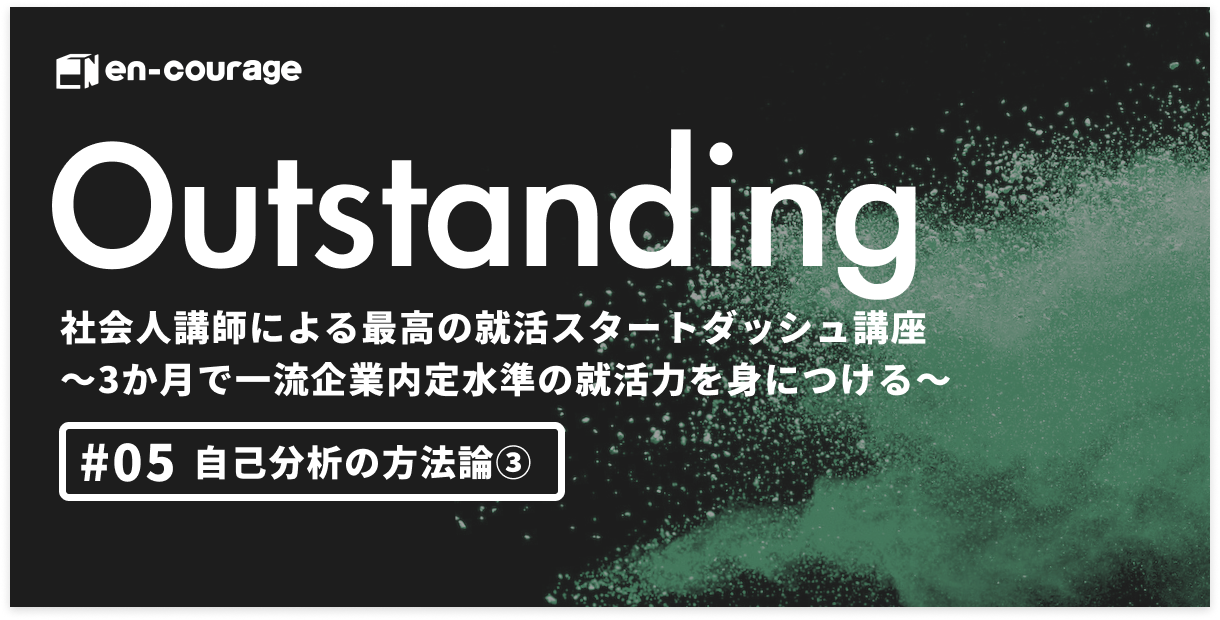 en-courage
Outstanding
社会人講師による最高の就活スタートダッシュ講座
～3か月で一流企業内定水準の就活力を身につける～
#05 自己分析の方法論③